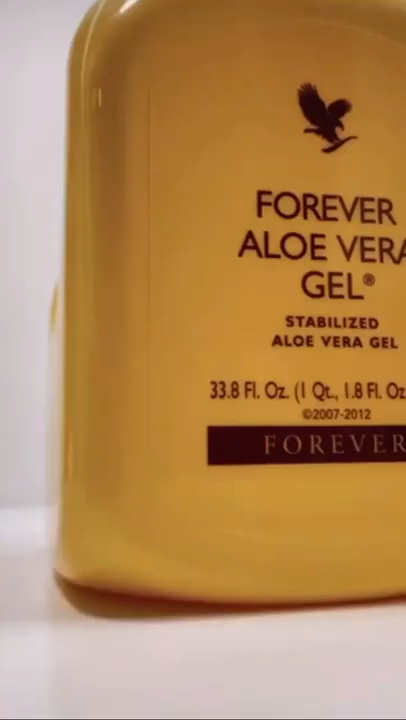 FOREVER
ALOE VERA
GEL®
STABILIZED
ALOE VERA GEL
33.8 Fl. Oz. (1 Qt., 1.8 Fl. Oz.
©2007-2012
FOREVER